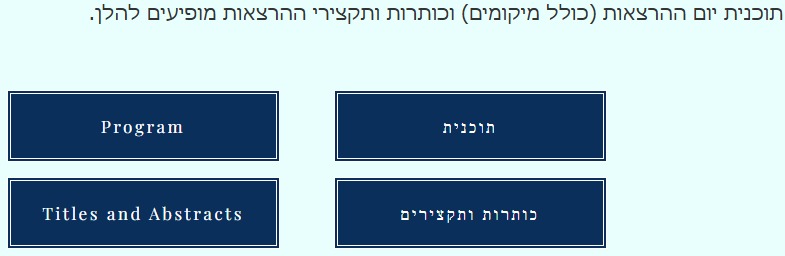 תוכנית יום ההרצאות (כולל מיקומים) וכותרות ותקצירי ההרצאות מופיעים להלן.
תוכנית
Program
כותרות ותקצירים
Titles and Abstracts